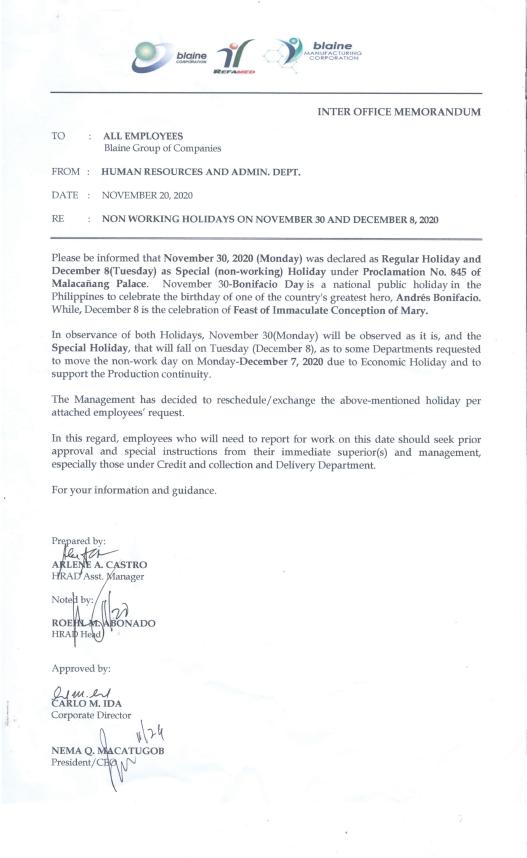 blaine
CORPORATION
REFAMED
blaine
MANUFACTURING
CORPORATION
INTER OFFICE MEMORANDUM
TO : ALL EMPLOYEES
Blaine Group of Companies
FROM : HUMAN RESOURCES AND ADMIN. DEPT.
DATE : NOVEMBER 20, 2020
RE : NON WORKING HOLIDAYS ON NOVEMBER 30 AND DECEMBER 8, 2020
Please be informed that November 30, 2020 (Monday) was declared as Regular Holiday and
December 8(Tuesday) as Special (non-working) Holiday under Proclamation No. 845 of
Malacañang Palace. November 30-Bonifacio Day is a national public holiday in the
Philippines to celebrate the birthday of one of the country's greatest hero, Andrés Bonifacio.
While, December 8 is the celebration of Feast of Immaculate Conception of Mary.
In observance of both Holidays, November 30(Monday) will be observed as it is, and the
Special Holiday, that will fall on Tuesday (December 8), as to some Departments requested
to move the non-work day on Monday-December 7, 2020 due to Economic Holiday and to
support the Production continuity.
The Management has decided to reschedule/exchange the above-mentioned holiday per
attached employees' request.
In this regard, employees who will need to report for work on this date should seek prior
approval and special instructions from their immediate superior(s) and management,
especially those under Credit and collection and Delivery Department.
For your information and guidance.
Prepared by:
ARLENE A. CASTRO
HRAD Asst. Manager
Noted by:
ROEHL M. ABONADO
HRAD Head
Approved by:
CARLO M. IDA
Corporate Director
11/24
NEMA Q. MACATUGOB
President/CEO